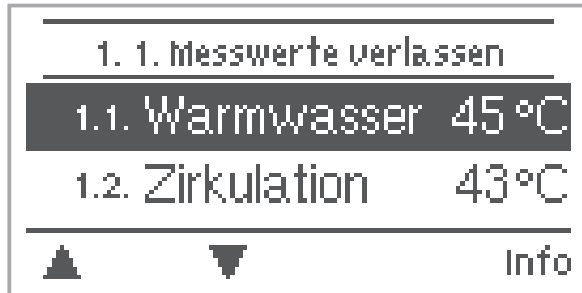 1. 1. Messwerte verlassen
1.1. Warmwasser 45°C
1.2. Zirkulation 43°C
Info